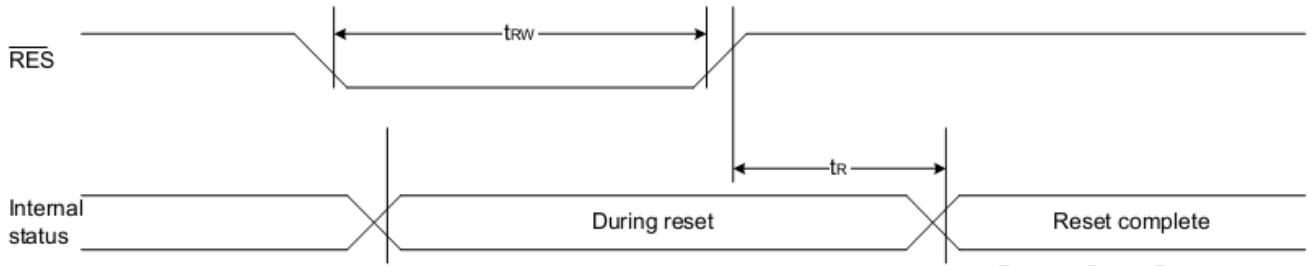 tRW
RES
tR
Internal
status
During reset
Reset complete